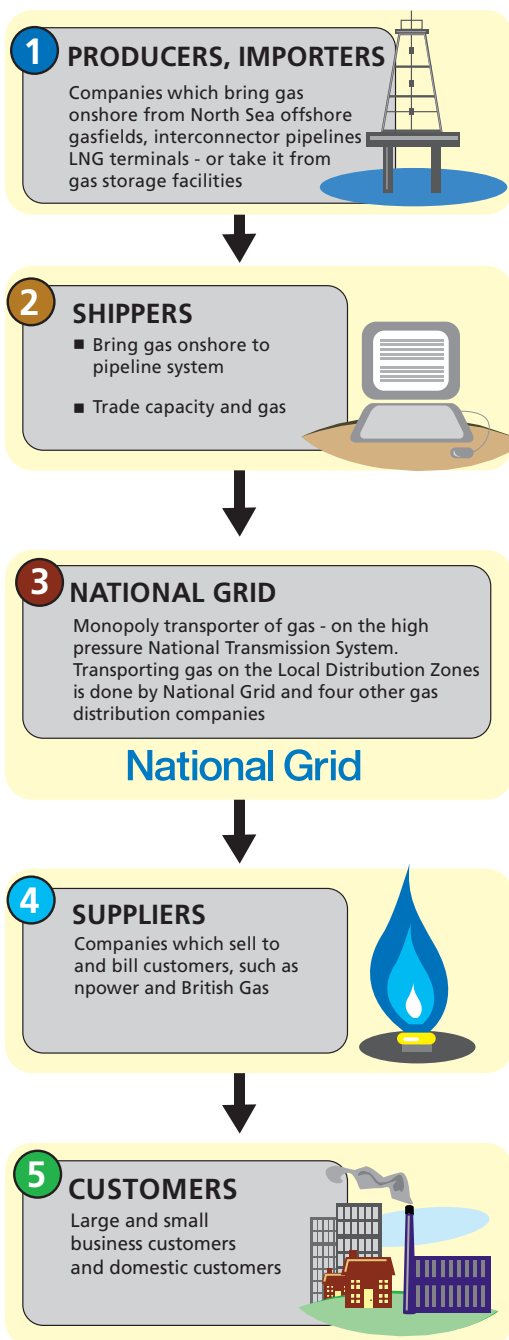 1
PRODUCERS, IMPORTERS
Companies which bring gas
onshore from North Sea offshore
gasfields, interconnector pipelines
LNG terminals - or take it from
gas storage facilities
2
SHIPPERS
■ Bring gas onshore to
pipeline system
■ Trade capacity and gas
3
NATIONAL GRID
Monopoly transporter of gas - on the high
pressure National Transmission System.
Transporting gas on the Local Distribution Zones
is done by National Grid and four other gas
distribution companies
National Grid
4
SUPPLIERS
Companies which sell to
and bill customers, such as
npower and British Gas
5
CUSTOMERS
Large and small
business customers
and domestic customers